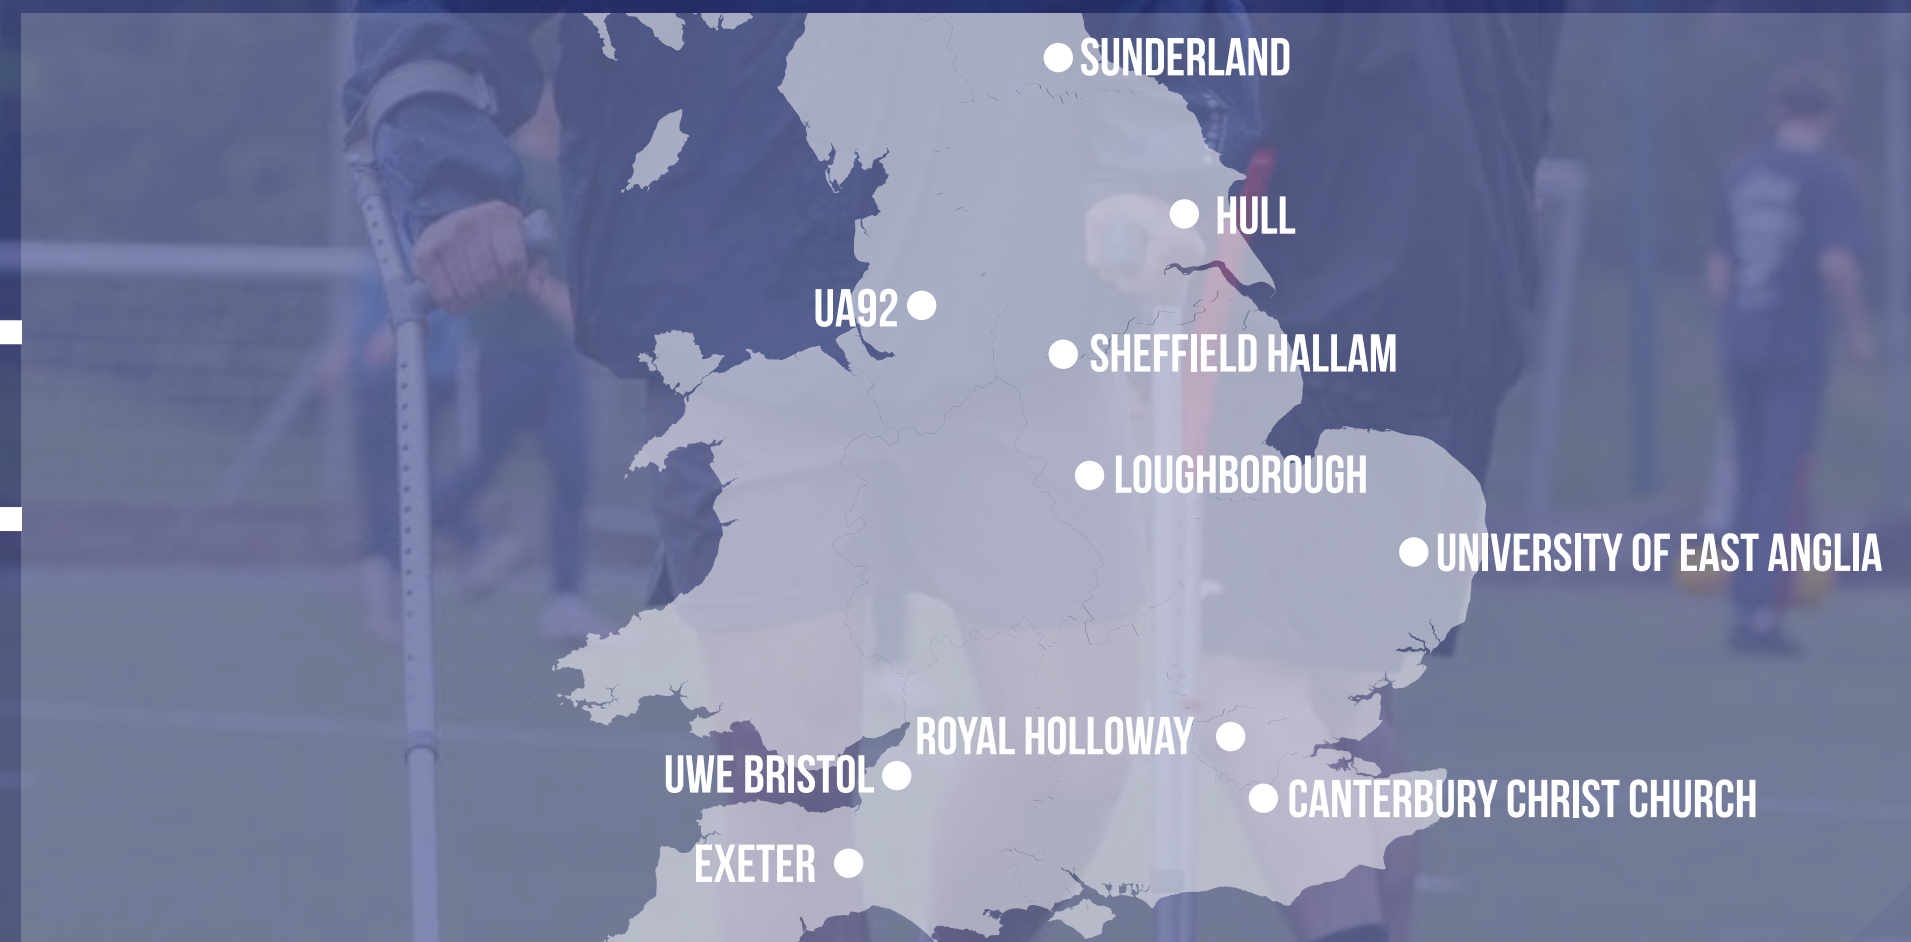 SUNDERLAND
HULL
UA92
SHEFFIELD HALLAM
LOUGHBOROUGH
UNIVERSITY OF EAST ANGLIA
ROYAL HOLLOWAY
UWE BRISTOL
CANTERBURY CHRIST CHURCH
EXETER